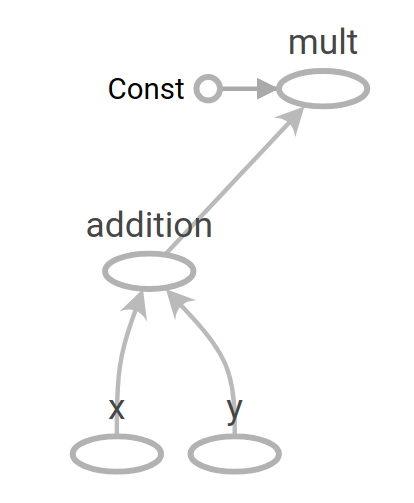 mult
Const
addition
x
y